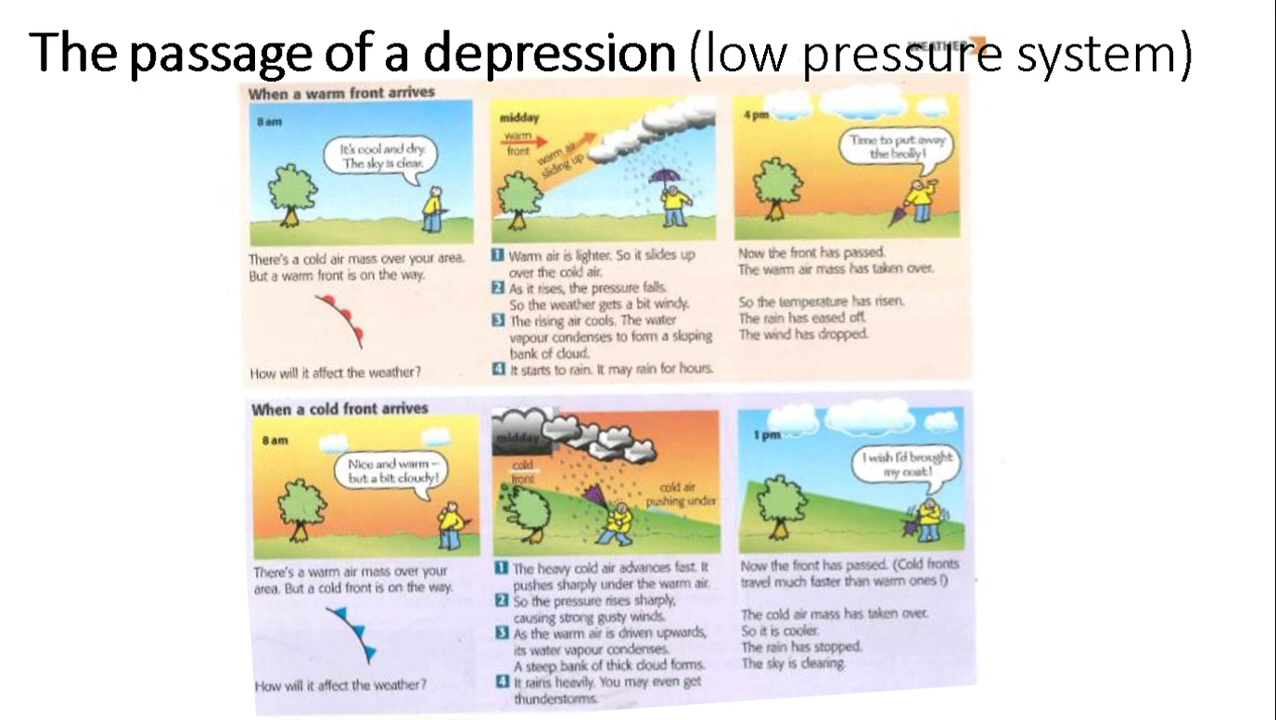 The passage of a depression (low pressure system)
WEATHER
When a warm front arrives
8 am
It's cool and dry.
The sky is clear.
There's a cold air mass over your area.
But a warm front is on the way.
How will it affect the weather?
midday
warm
front
warm air
sliding up
1 Warm air is lighter. So it slides up
over the cold air.
2 As it rises, the pressure falls.
So the weather gets a bit windy.
3 The rising air cools. The water
vapour condenses to form a sloping
bank of cloud.
4 It starts to rain. It may rain for hours.
4 pm
Time to put away
the brolly!
Now the front has passed.
The warm air mass has taken over.
So the temperature has risen.
The rain has eased off.
The wind has dropped.
When a cold front arrives
8 am
Nice and warm –
but a bit cloudy!
There's a warm air mass over your
area. But a cold front is on the way.
How will it affect the weather?
midday
cold
front
cold air
pushing under
1 The heavy cold air advances fast. It
pushes sharply under the warm air.
2 So the pressure rises sharply,
causing strong gusty winds.
3 As the warm air is driven upwards,
its water vapour condenses.
A steep bank of thick cloud forms.
4 It rains heavily. You may even get
thunderstorms.
1 pm
I wish I'd brought
my coat!
Now the front has passed. (Cold fronts
travel much faster than warm ones!)
The cold air mass has taken over.
So it is cooler.
The rain has stopped.
The sky is clearing.